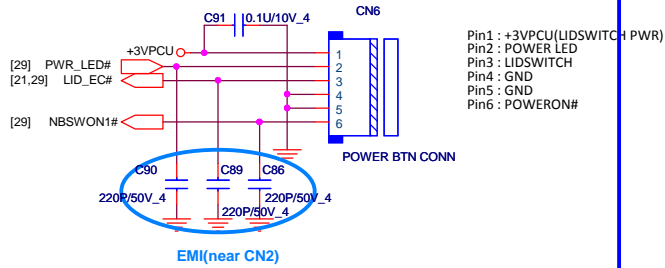 C91 0.1U/10V_4
CN6
+3VPCU
[29] PWR_LED#
[21,29] LID_EC#
[29] NBSWON1#
1
2
3
4
5
6
Pin1 : +3VPCU(LIDSWITCH PWR)
Pin2 : POWER LED
Pin3 : LIDSWITCH
Pin4 : GND
Pin5 : GND
Pin6 : POWERON#
POWER BTN CONN
C90 C89 C86
220P/50V_4 220P/50V_4
220P/50V_4
EMI(near CN2)